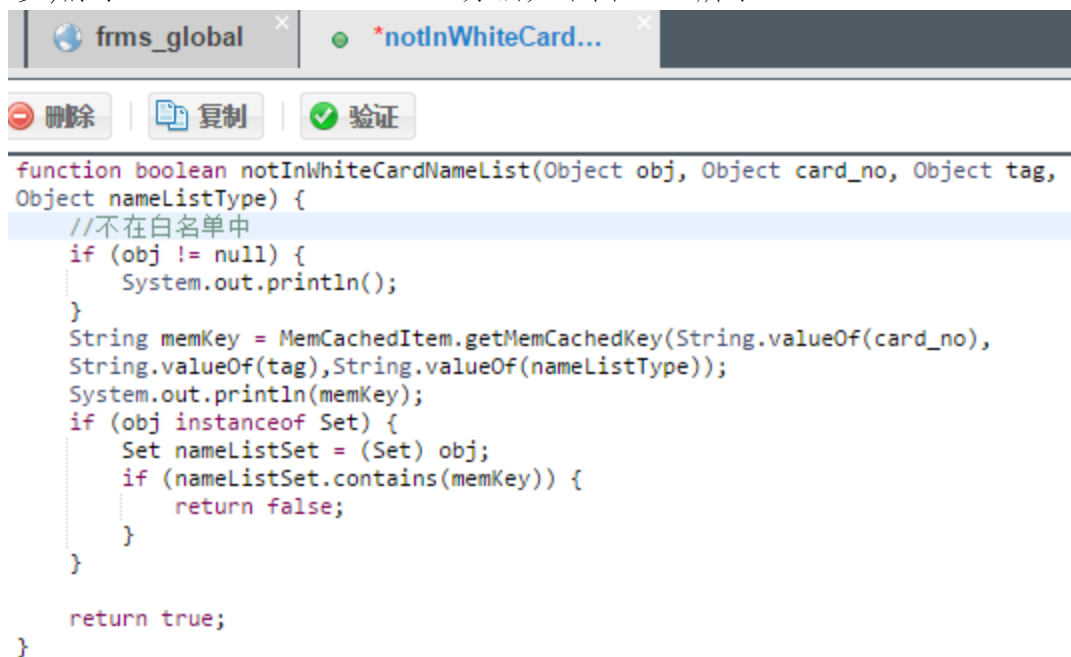 frms_global
*notInWhiteCard...
删除 复制 验证
function boolean notInWhiteCardNameList(Object obj, Object card_no, Object tag,
Object nameListType) {
//不在白名单中
if (obj != null) {
System.out.println();
}
String memKey = MemCachedItem.getMemCachedKey(String.valueOf(card_no),
String.valueOf(tag),String.valueOf(nameListType));
System.out.println(memKey);
if (obj instanceof Set) {
Set nameListSet = (Set) obj;
if (nameListSet.contains(memKey)) {
return false;
}
}
return true;
}